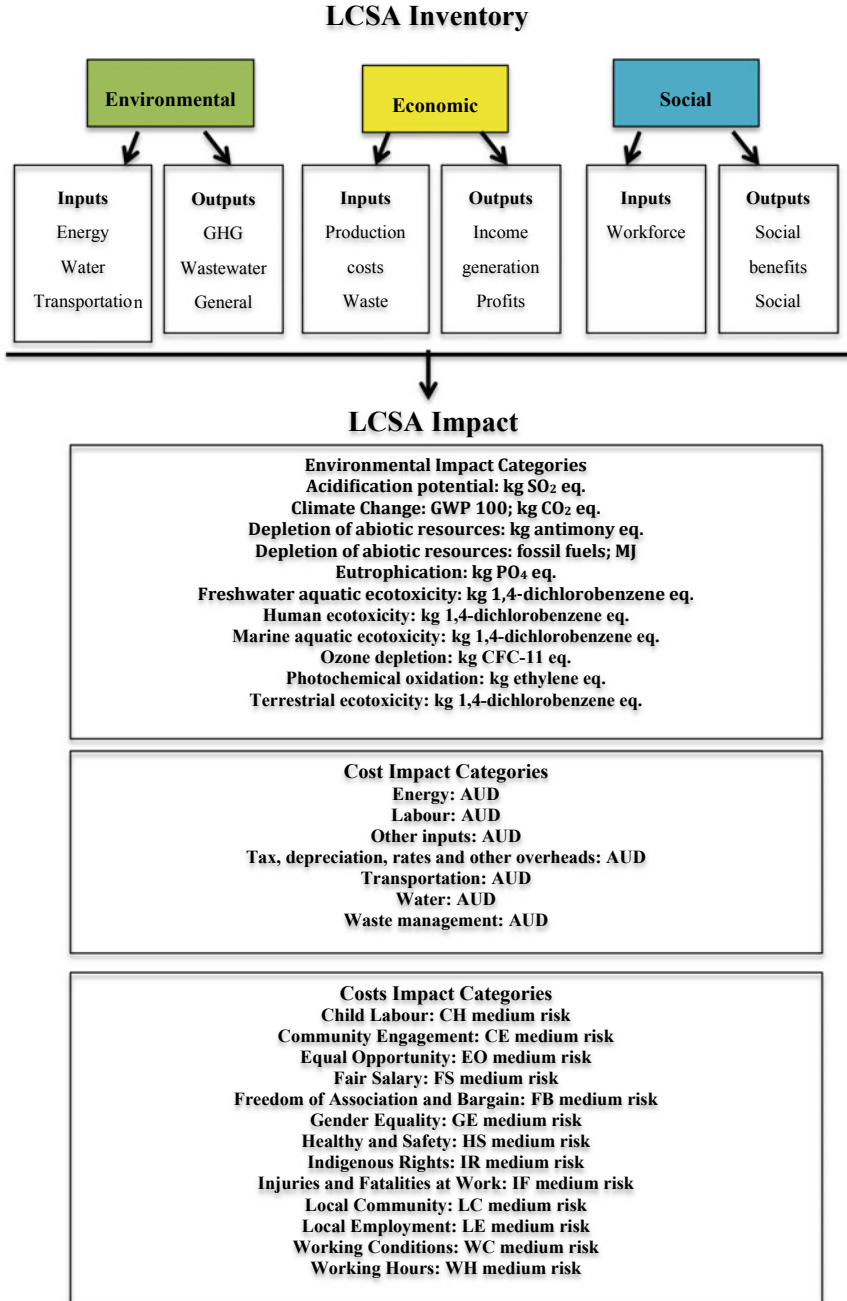 LCSA Inventory
Environmental
Economic
Social
Inputs
Energy
Water
Transportation
Outputs
GHG
Wastewater
General
Inputs
Production
costs
Waste
Outputs
Income
generation
Profits
Inputs
Workforce
Outputs
Social
benefits
Social
LCSA Impact
Environmental Impact Categories
Acidification potential: kg SO₂ eq.
Climate Change: GWP 100; kg CO₂ eq.
Depletion of abiotic resources: kg antimony eq.
Depletion of abiotic resources: fossil fuels; MJ
Eutrophication: kg PO₄ eq.
Freshwater aquatic ecotoxicity: kg 1,4-dichlorobenzene eq.
Human ecotoxicity: kg 1,4-dichlorobenzene eq.
Marine aquatic ecotoxicity: kg 1,4-dichlorobenzene eq.
Ozone depletion: kg CFC-11 eq.
Photochemical oxidation: kg ethylene eq.
Terrestrial ecotoxicity: kg 1,4-dichlorobenzene eq.
Cost Impact Categories
Energy: AUD
Labour: AUD
Other inputs: AUD
Tax, depreciation, rates and other overheads: AUD
Transportation: AUD
Water: AUD
Waste management: AUD
Costs Impact Categories
Child Labour: CH medium risk
Community Engagement: CE medium risk
Equal Opportunity: EO medium risk
Fair Salary: FS medium risk
Freedom of Association and Bargain: FB medium risk
Gender Equality: GE medium risk
Healthy and Safety: HS medium risk
Indigenous Rights: IR medium risk
Injuries and Fatalities at Work: IF medium risk
Local Community: LC medium risk
Local Employment: LE medium risk
Working Conditions: WC medium risk
Working Hours: WH medium risk